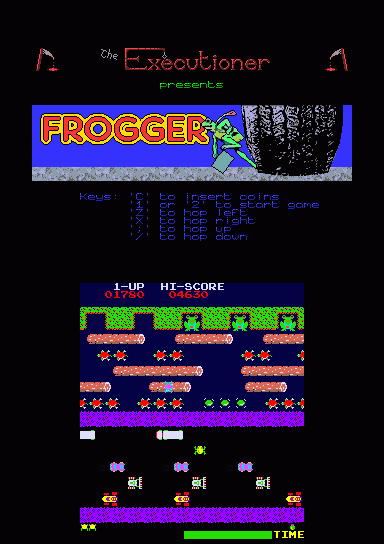 The Executioner
presents
FROGGER
Keys: 'C' to insert coins
'1' or '2' to start game
'Z' to hop left
'X' to hop right
';' to hop up
'/' to hop down
1-UP HI-SCORE
01780 04630
TIME